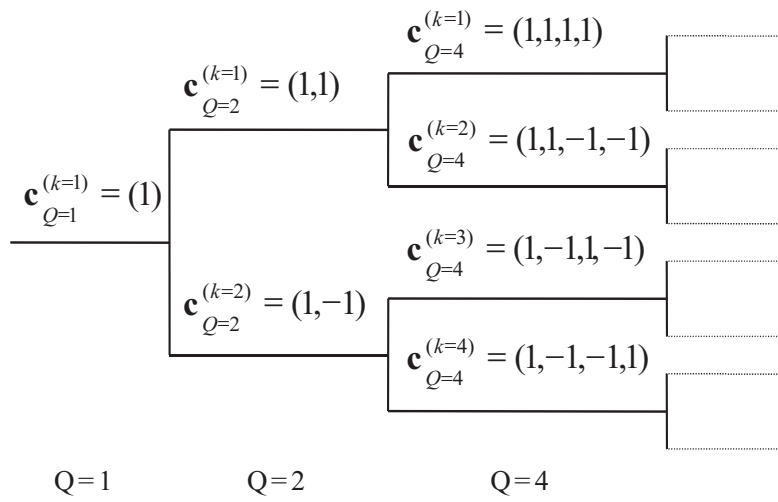 c_{Q=4}^{(k=1)} = (1,1,1,1)
c_{Q=2}^{(k=1)} = (1,1)
c_{Q=4}^{(k=2)} = (1,1,−1,−1)
c_{Q=1}^{(k=1)} = (1)
c_{Q=4}^{(k=3)} = (1,−1,1,−1)
c_{Q=2}^{(k=2)} = (1,−1)
c_{Q=4}^{(k=4)} = (1,−1,−1,1)
Q = 1 Q = 2 Q = 4